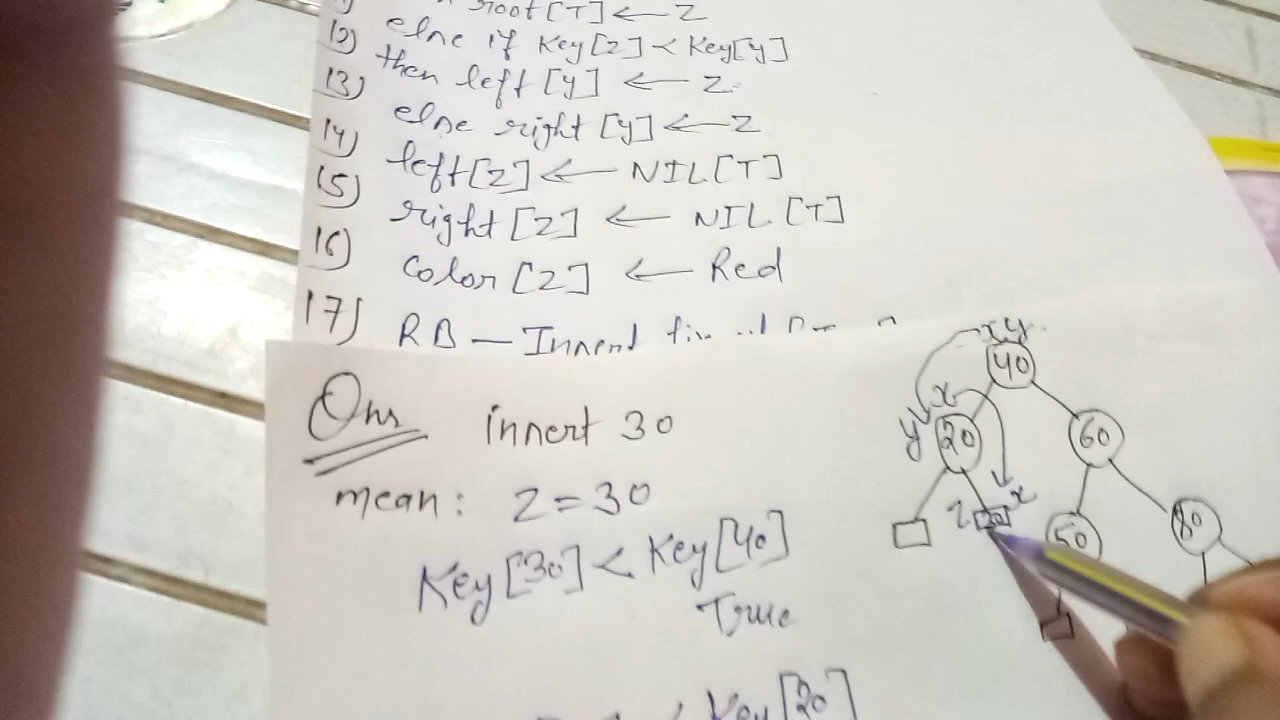 root[T] ← Z
12) else if Key[Z] < Key[y]
13) then left [y] ← Z
14) else right [y] ← Z
15) left[Z] ← NIL[T]
16) right [Z] ← NIL [T]
17) Color [Z] ← Red
RB — Insert
Ons insert 30
mean: Z = 30
Key [30] < Key [40]
True
Key [20]
x y
40
x
y 20 60
Z x
50 80